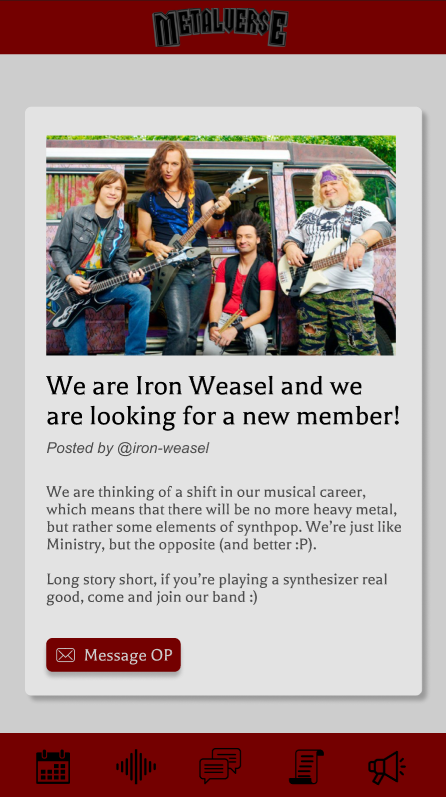 METALVERSE
We are Iron Weasel and we
are looking for a new member!
Posted by @iron-weasel
We are thinking of a shift in our musical career,
which means that there will be no more heavy metal,
but rather some elements of synthpop. We're just like
Ministry, but the opposite (and better :P).
Long story short, if you're playing a synthesizer real
good, come and join our band :)
Message OP